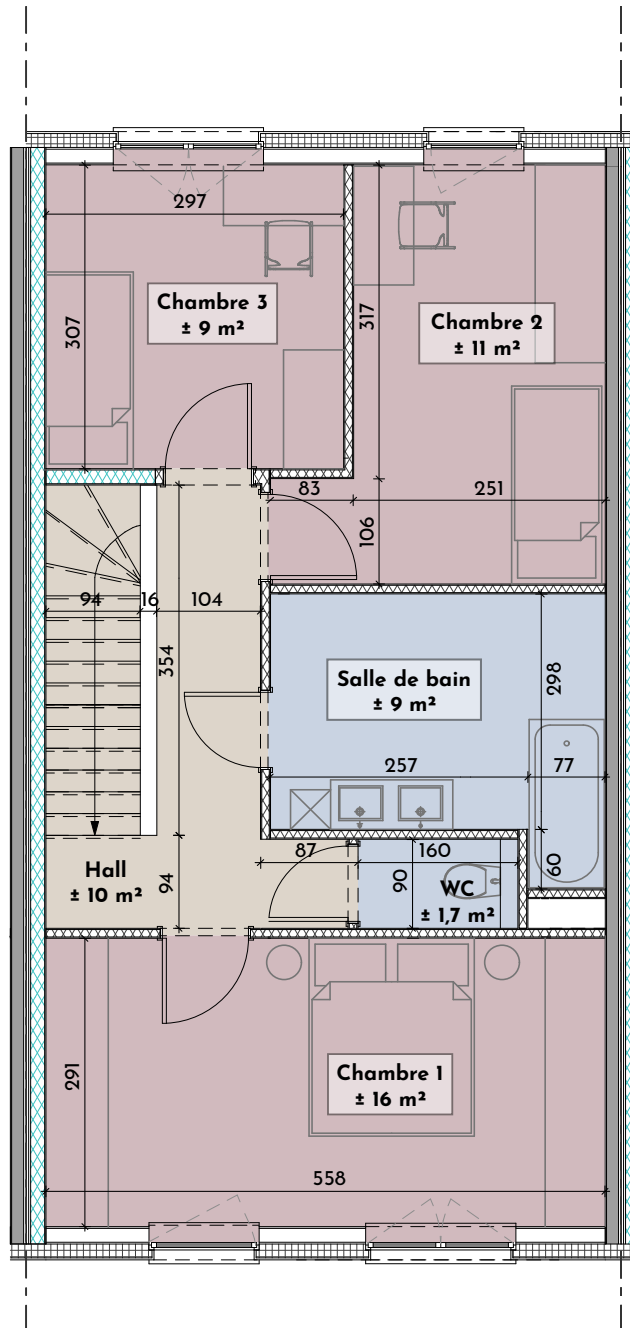 297
307
Chambre 3
± 9 m²
317
Chambre 2
± 11 m²
83
251
106
94
16
104
354
Salle de bain
± 9 m²
298
257
77
87
160
60
Hall
± 10 m²
94
90
WC
± 1,7 m²
291
Chambre 1
± 16 m²
558